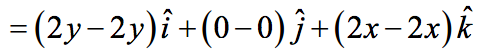 = (2y − 2y) î + (0 − 0) ĵ + (2x − 2x) k̂